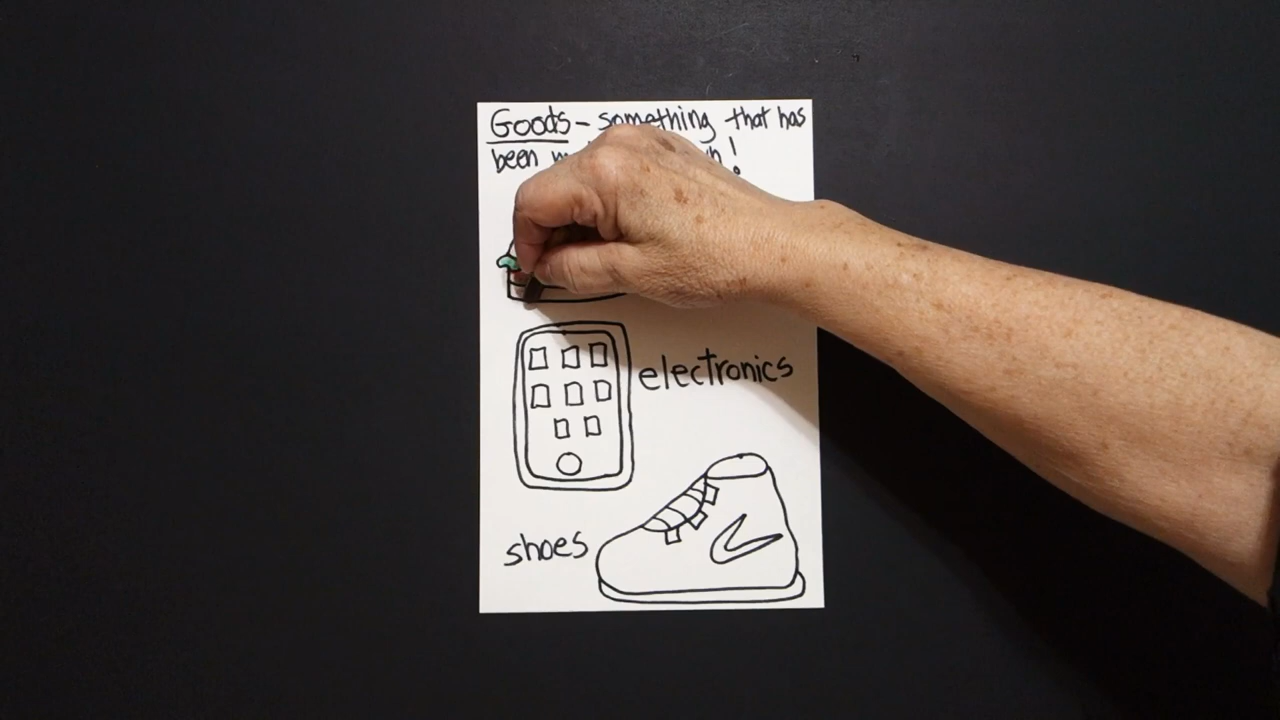 Goods - something that has
been !
electronics
shoes